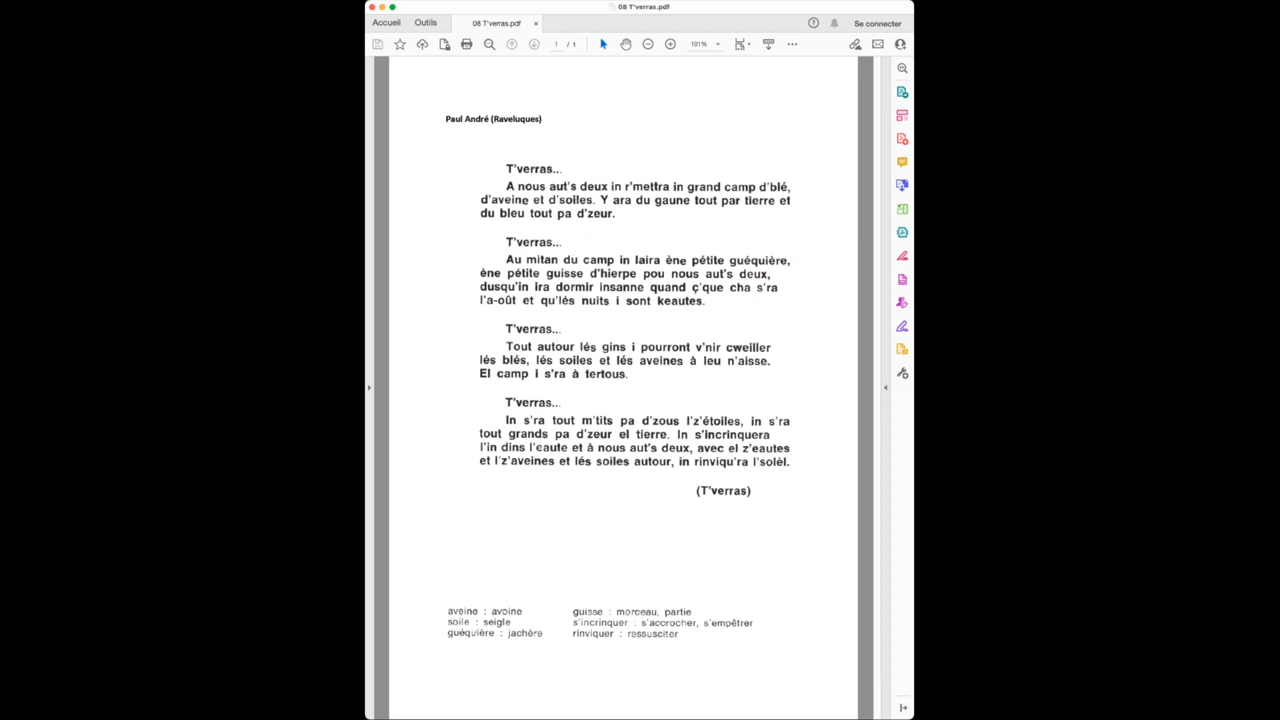 08 T'verras.pdf
Accueil Outils 08 T'verras.pdf × Se connecter
1 / 1 101%
Paul André (Raveluques)
T'verras...
A nous aut's deux in r'mettra in grand camp d'blé,
d'aveine et d'soiles. Y ara du gaune tout par tierre et
du bleu tout pa d'zeur.
T'verras...
Au mitan du camp in laira ène pétite guéquière,
ène pétite guisse d'hierpe pou nous aut's deux,
dusqu'in ira dormir insanne quand ç'que cha s'ra
l'a-oût et qu'lés nuits i sont keautes.
T'verras...
Tout autour lés gins i pourront v'nir cweiller
lés blés, lés soiles et lés aveines à leu n'aisse.
El camp i s'ra à tertous.
T'verras...
In s'ra tout m'tits pa d'zous l'z'étoiles, in s'ra
tout grands pa d'zeur el tierre. In s'incrinquera
l'in dins l'eaute et à nous aut's deux, avec el z'eautes
et l'z'aveines et lés soiles autour, in rinviqu'ra l'solèl.
(T'verras)
aveine : avoine guisse : morceau, partie
soile : seigle s'incrinquer : s'accrocher, s'empêtrer
guéquière : jachère rinviquer : ressusciter